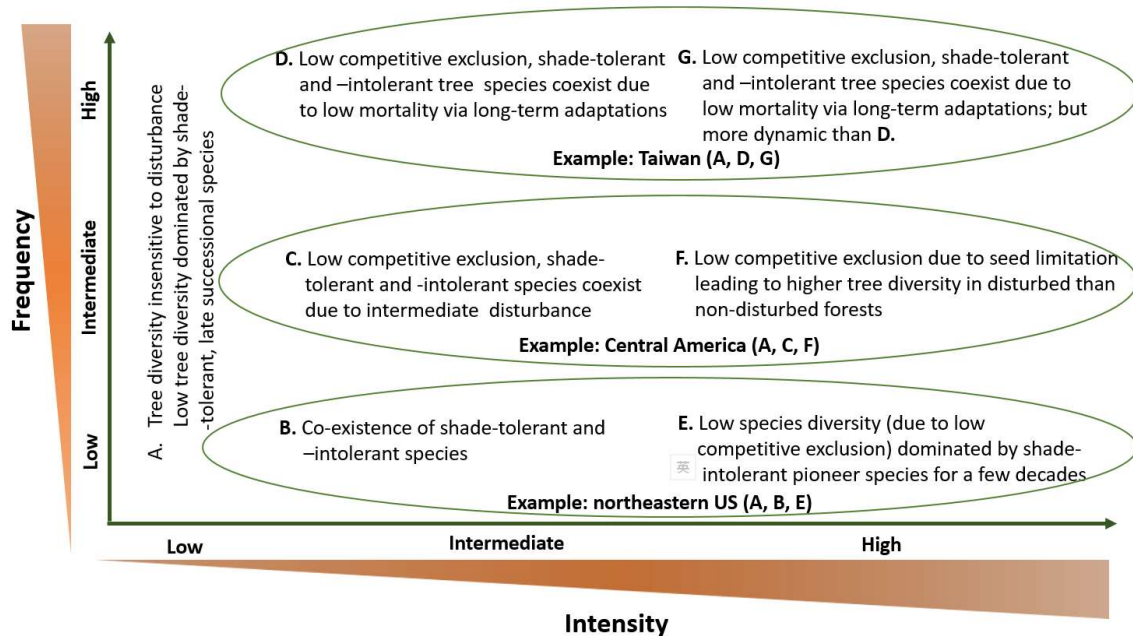 D. Low competitive exclusion, shade-tolerant
and –intolerant tree species coexist due
to low mortality via long-term adaptations
G. Low competitive exclusion, shade-tolerant
and –intolerant tree species coexist due to
low mortality via long-term adaptations; but
more dynamic than D.
Example: Taiwan (A, D, G)
C. Low competitive exclusion, shade-
tolerant and -intolerant species coexist
due to intermediate disturbance
F. Low competitive exclusion due to seed limitation
leading to higher tree diversity in disturbed than
non-disturbed forests
Example: Central America (A, C, F)
B. Co-existence of shade-tolerant and
–intolerant species
E. Low species diversity (due to low
competitive exclusion) dominated by shade-
intolerant pioneer species for a few decades
英
Example: northeastern US (A, B, E)
A. Tree diversity insensitive to disturbance
Low tree diversity dominated by shade-
-tolerant, late successional species
Frequency
High
Intermediate
Low
Low
Intermediate
High
Intensity